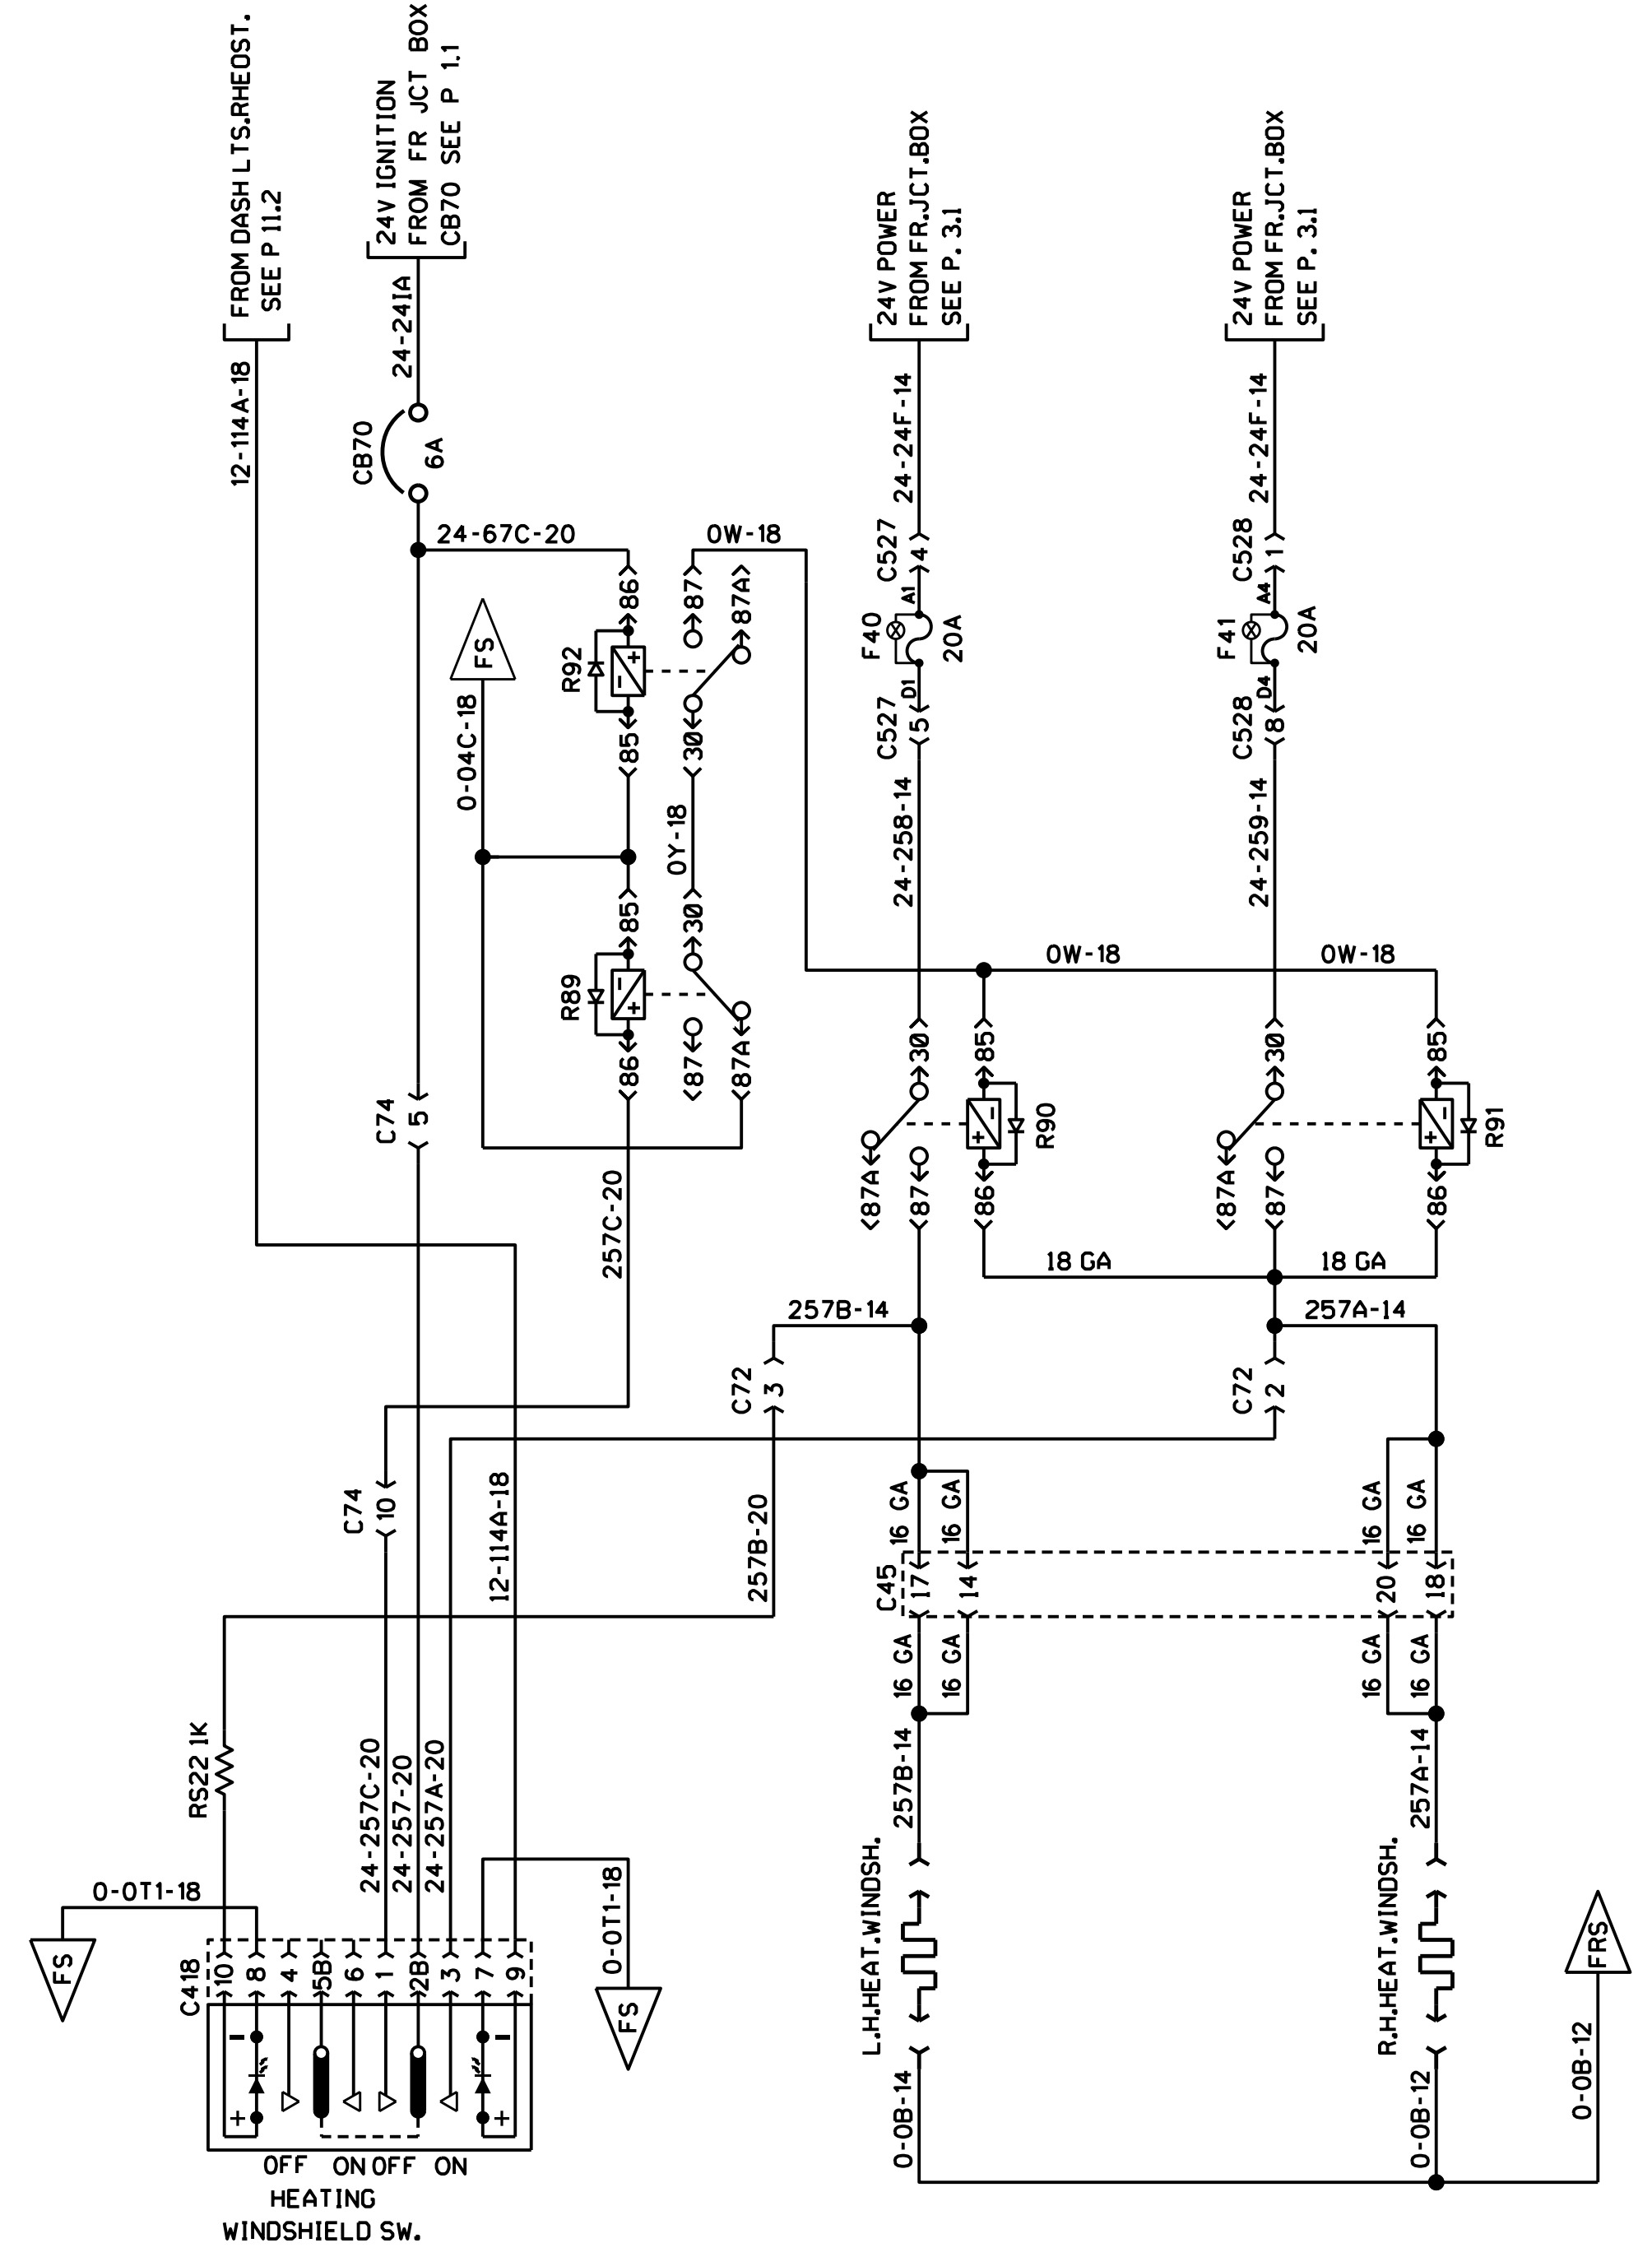 FROM DASH LTS.RHEOST.
SEE P 11.2
24V IGNITION
FROM FR JCT BOX
CB70 SEE P 1.1
24V POWER
FROM FR.JCT.BOX
SEE P. 3.1
24V POWER
FROM FR.JCT.BOX
SEE P. 3.1
12-114A-18
24-24IA
CB70
6A
24-24F-14
24-24F-14
24-67C-20
0W-18
C527
4
A1
F40
20A
D1
C527
5
C528
1
A4
F41
20A
D4
C528
8
FS
0-04C-18
R92
86
87
87A
+
-
85
30
0Y-18
24-258-14
24-259-14
85
30
R89
-
+
86
87
87A
0W-18
0W-18
C74
5
30
85
87A
87
86
-
+
R90
30
85
87A
87
86
-
+
R91
257C-20
18 GA
18 GA
257B-14
257A-14
C72
3
C72
2
C74
10
12-114A-18
257B-20
16 GA
16 GA
16 GA
16 GA
C45
17
14
20
18
16 GA
16 GA
16 GA
16 GA
RS22 1K
24-257C-20
24-257-20
24-257A-20
257B-14
257A-14
0-0T1-18
FS
0-0T1-18
FS
C418
10
8
4
5B
6
1
2B
3
7
9
-
+
-
+
OFF ON OFF ON
HEATING
WINDSHIELD SW.
L.H.HEAT.WINDSH.
R.H.HEAT.WINDSH.
0-0B-14
0-0B-12
0-0B-12
FRS